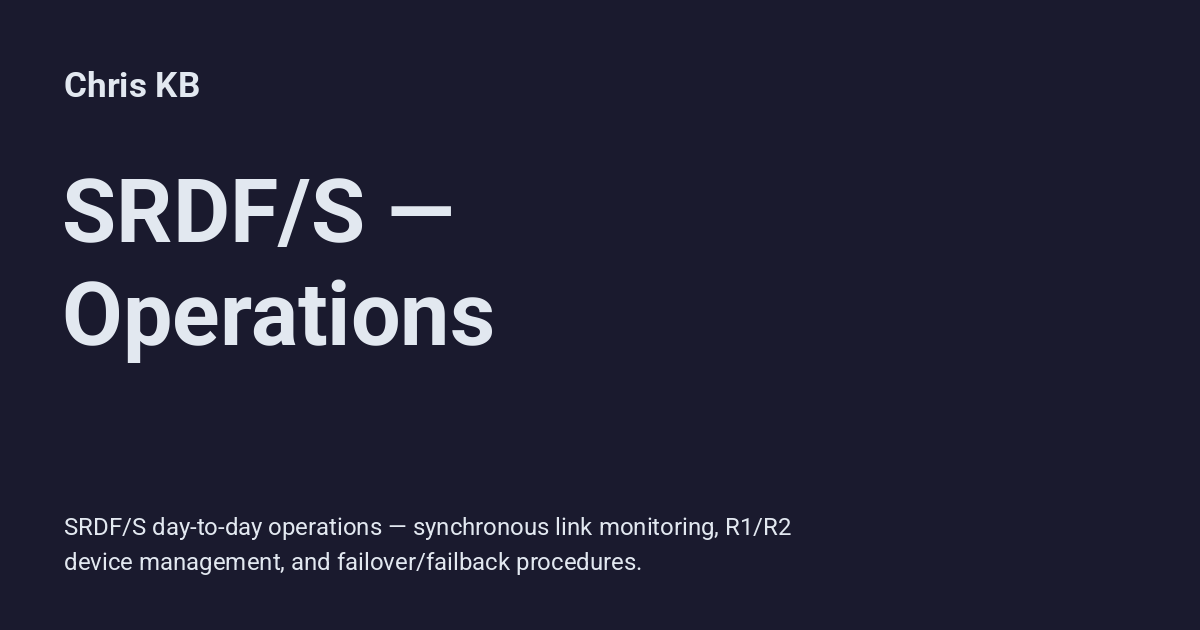 Chris KB
SRDF/S —
Operations
SRDF/S day-to-day operations — synchronous link monitoring, R1/R2
device management, and failover/failback procedures.